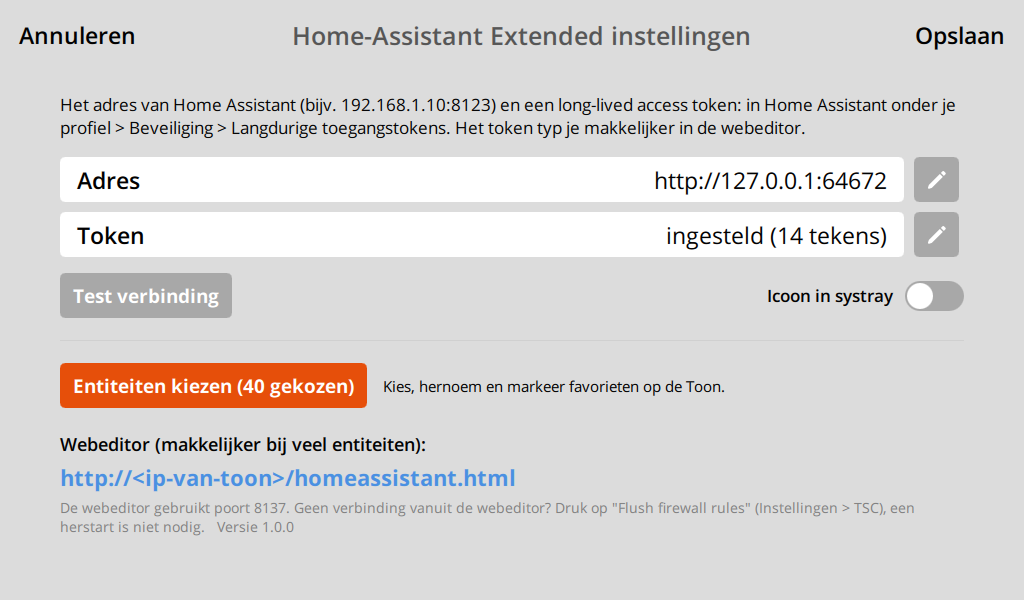 Annuleren
Home-Assistant Extended instellingen
Opslaan
Het adres van Home Assistant (bijv. 192.168.1.10:8123) en een long-lived access token: in Home Assistant onder je
profiel > Beveiliging > Langdurige toegangstokens. Het token typ je makkelijker in de webeditor.
Adres
http://127.0.0.1:64672
Token
ingesteld (14 tekens)
Test verbinding
Icoon in systray
Entiteiten kiezen (40 gekozen)
Kies, hernoem en markeer favorieten op de Toon.
Webeditor (makkelijker bij veel entiteiten):
http://<ip-van-toon>/homeassistant.html
De webeditor gebruikt poort 8137. Geen verbinding vanuit de webeditor? Druk op "Flush firewall rules" (Instellingen > TSC), een
herstart is niet nodig.   Versie 1.0.0